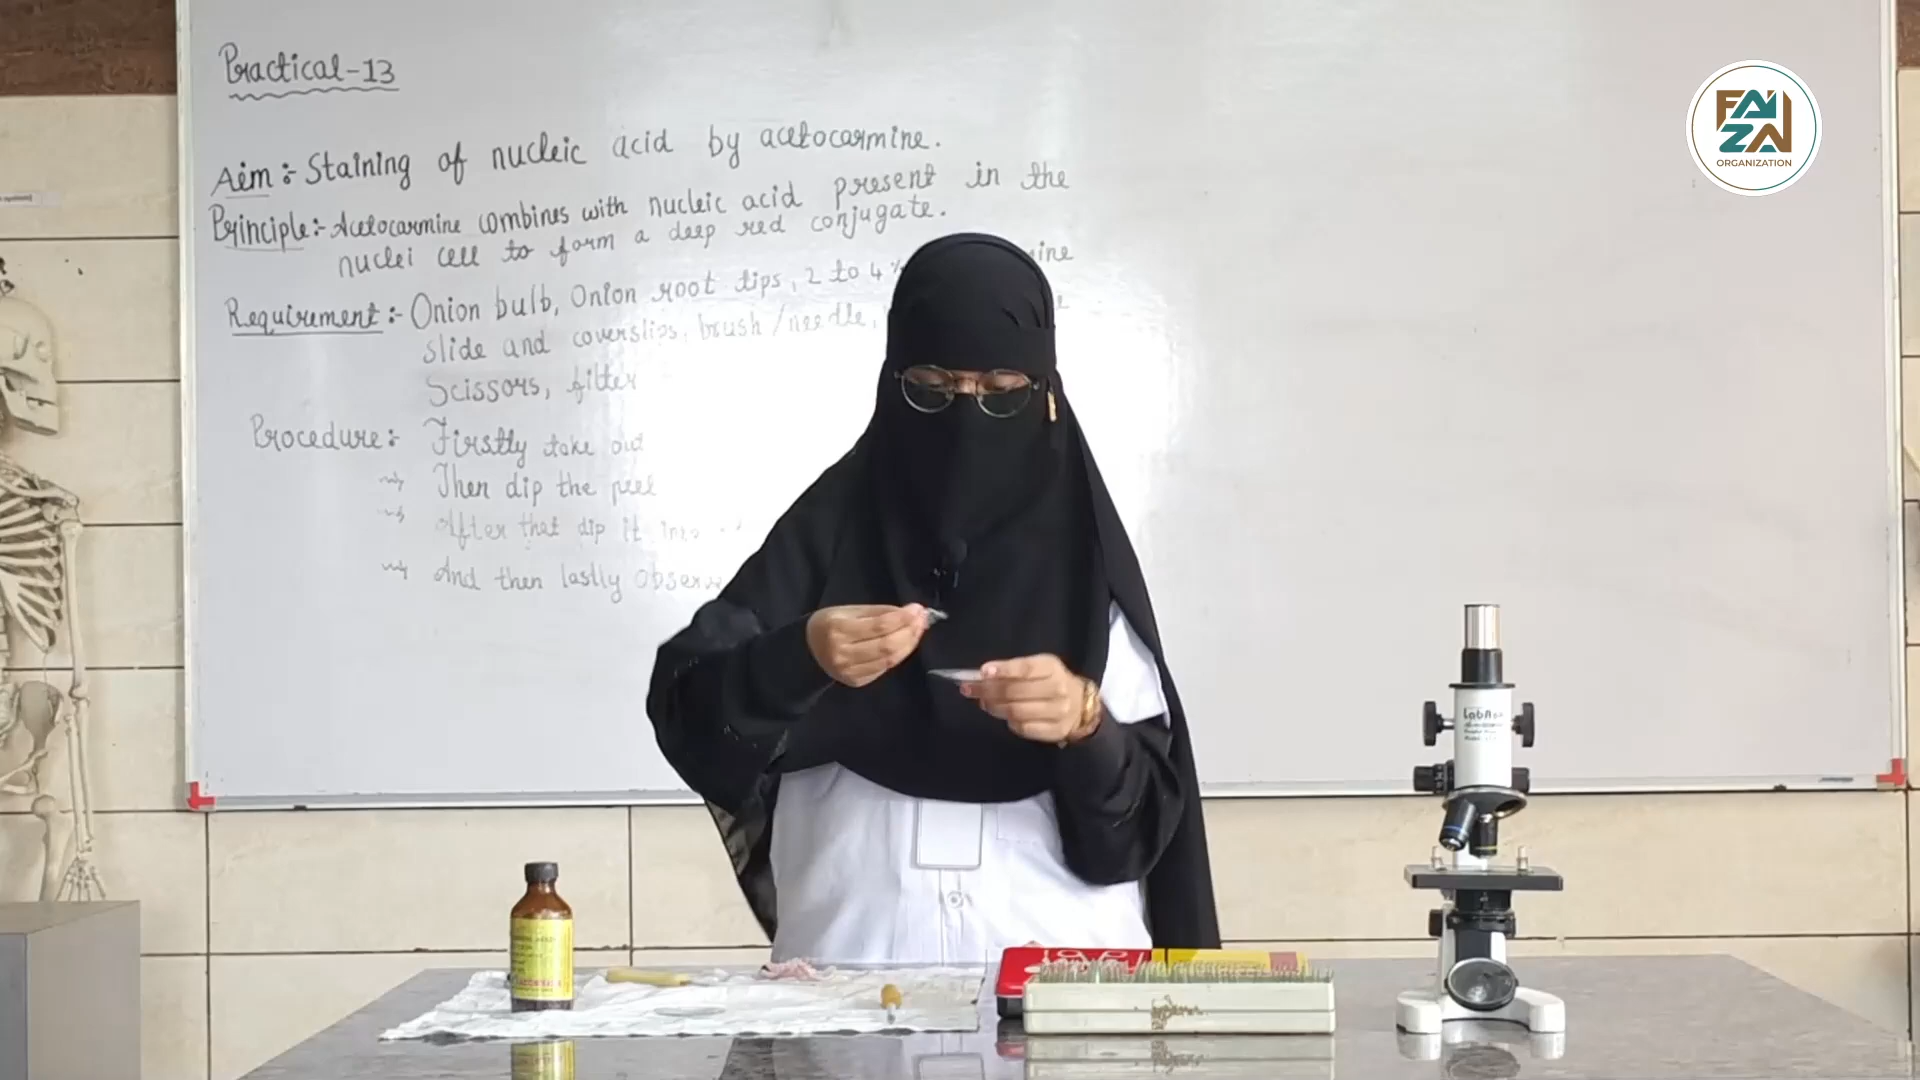 Practical-13
Aim :- Staining of nucleic acid by acetocarmine.
Principle:- Acetocarmine combines with nucleic acid present in the
nuclei cell to form a deep red conjugate.
Requirement :- Onion bulb, Onion root tips, 2 to 4%
slide and coverslips, brush/needle,
Scissors, filter
Procedure:- Firstly take out
Then dip the peel
After that dip it into
And then lastly observe
FAIZAN
ORGANIZATION